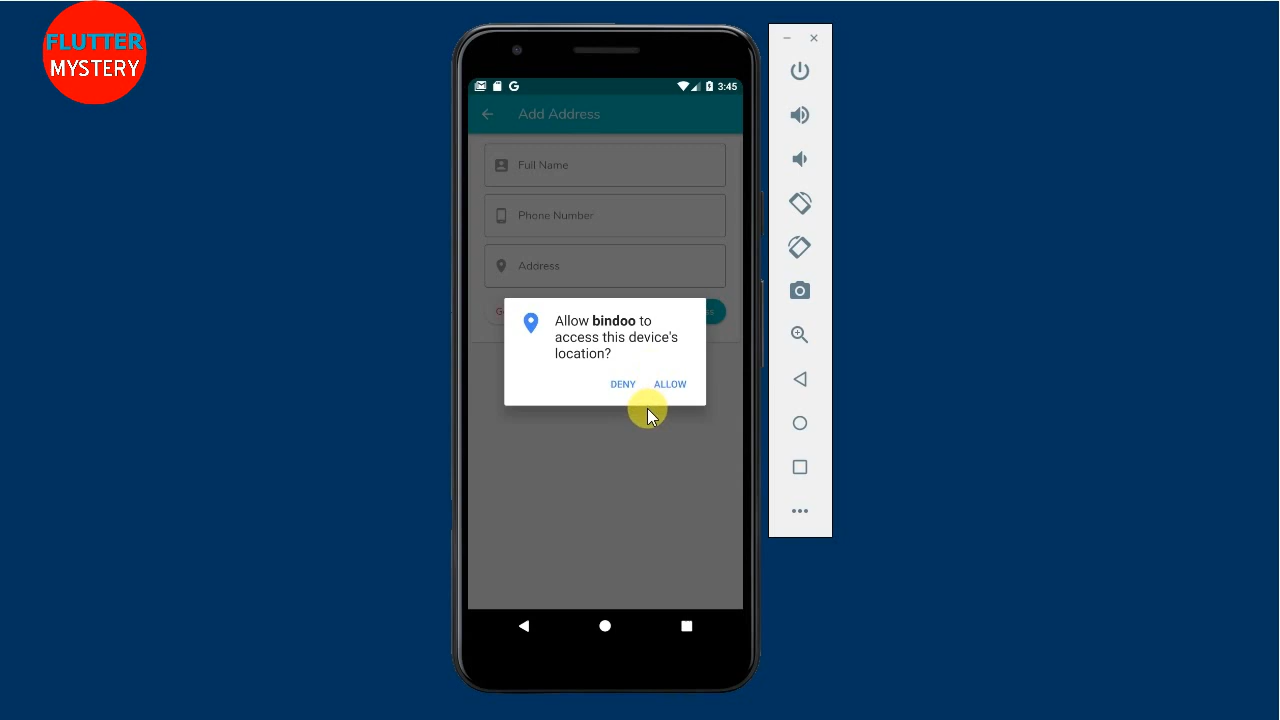 FLUTTER
MYSTERY
3:45
Add Address
Full Name
Phone Number
Address
Allow bindoo to
access this device's
location?
DENY ALLOW